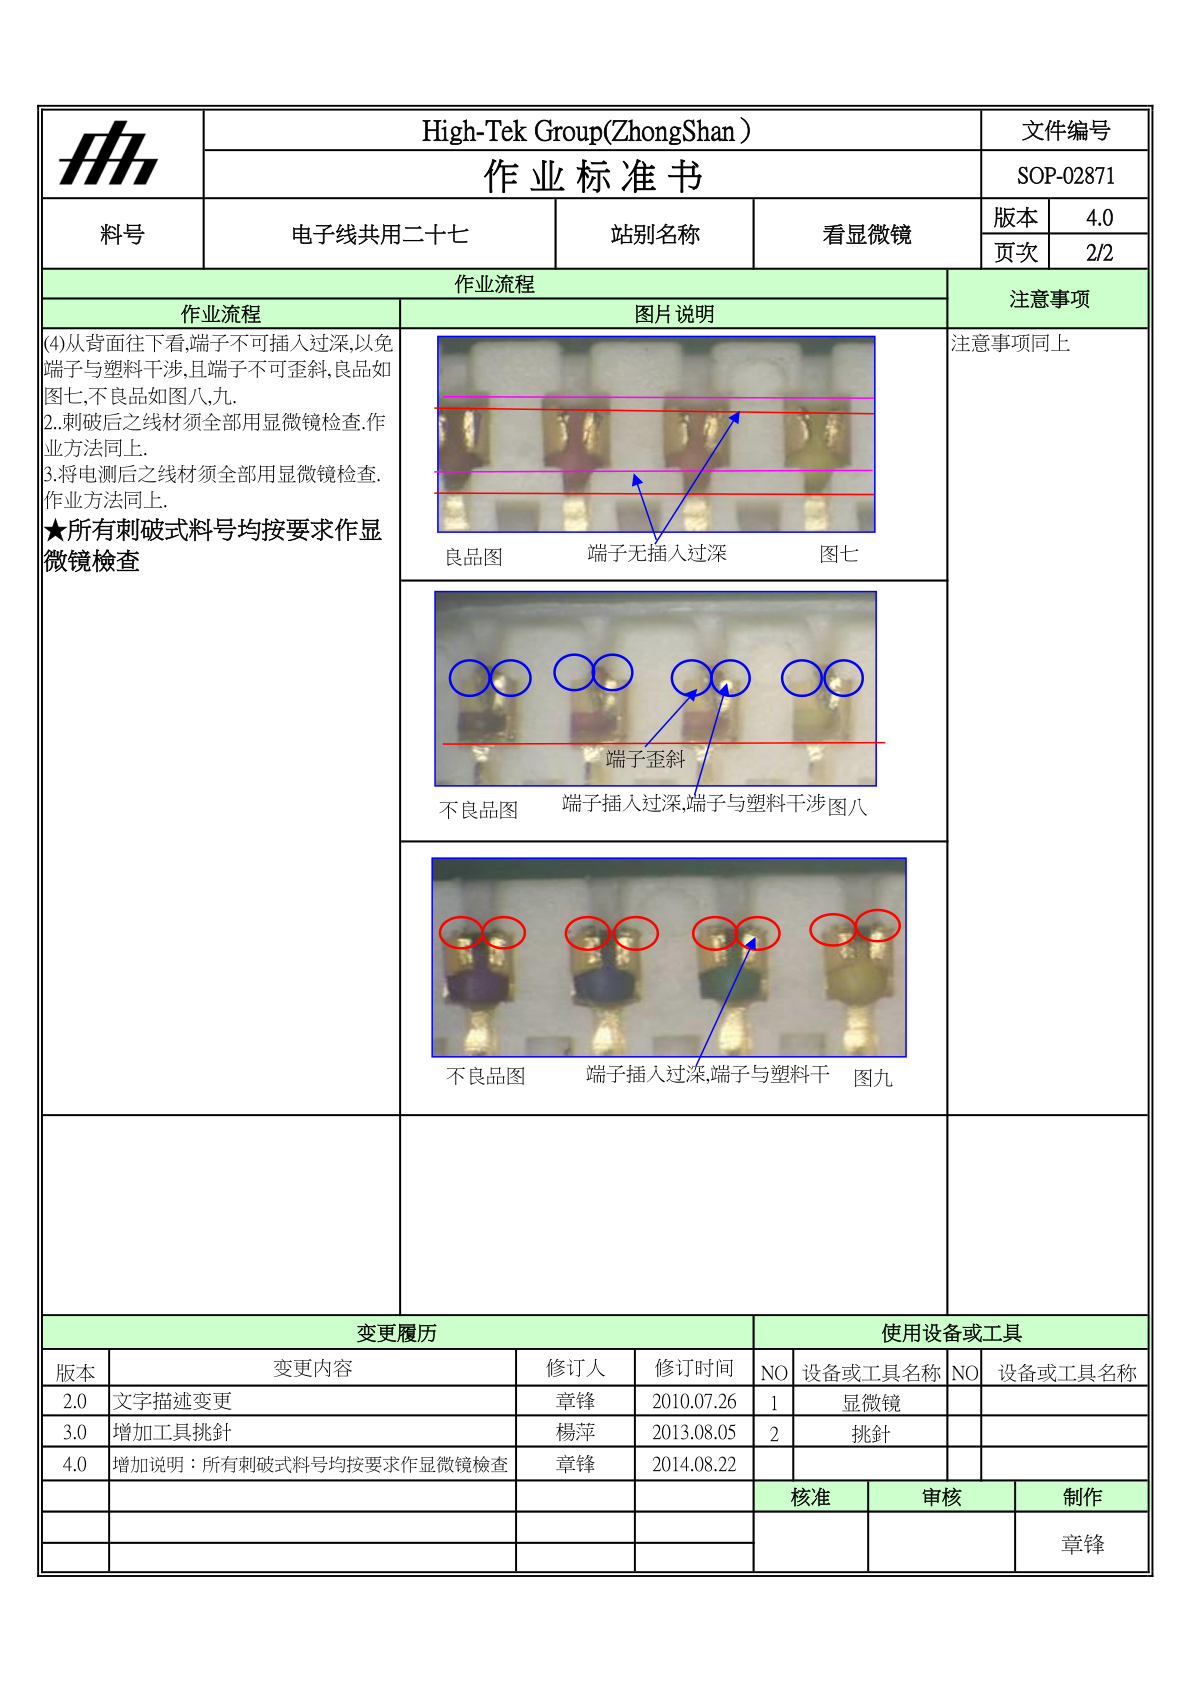 High-Tek Group(ZhongShan）
文件编号
作业标准书
SOP-02871
料号
电子线共用二十七
站别名称
看显微镜
版本
4.0
页次
2/2
作业流程
注意事项
作业流程
图片说明
(4)从背面往下看,端子不可插入过深,以免
端子与塑料干涉,且端子不可歪斜,良品如
图七,不良品如图八,九.
2..刺破后之线材须全部用显微镜检查.作
业方法同上.
3.将电测后之线材须全部用显微镜检查.
作业方法同上.
★所有刺破式料号均按要求作显
微镜檢查
注意事项同上
良品图
端子无插入过深
图七
端子歪斜
不良品图
端子插入过深,端子与塑料干涉
图八
不良品图
端子插入过深,端子与塑料干
图九
变更履历
使用设备或工具
版本
变更内容
修订人
修订时间
NO
设备或工具名称
NO
设备或工具名称
2.0
文字描述变更
章锋
2010.07.26
1
显微镜
3.0
增加工具挑針
楊萍
2013.08.05
2
挑針
4.0
增加说明：所有刺破式料号均按要求作显微镜檢查
章锋
2014.08.22
核准
审核
制作
章锋